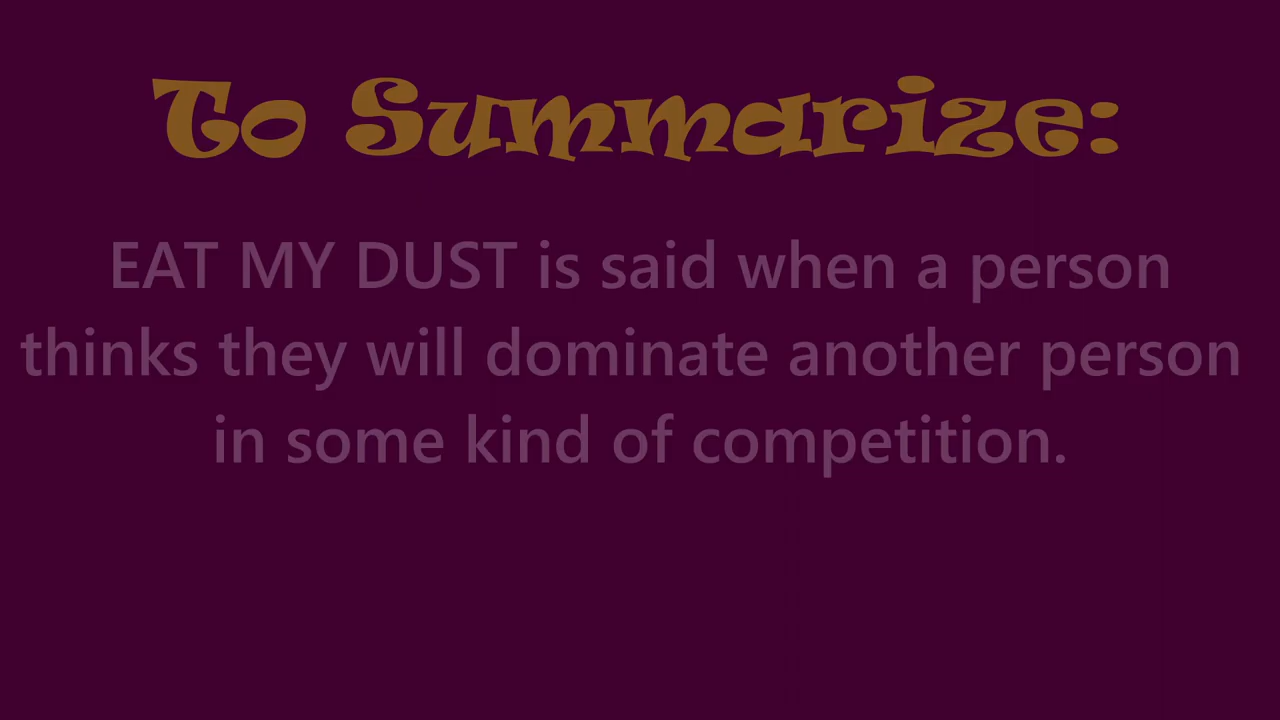 To Summarize:
EAT MY DUST is said when a person
thinks they will dominate another person
in some kind of competition.